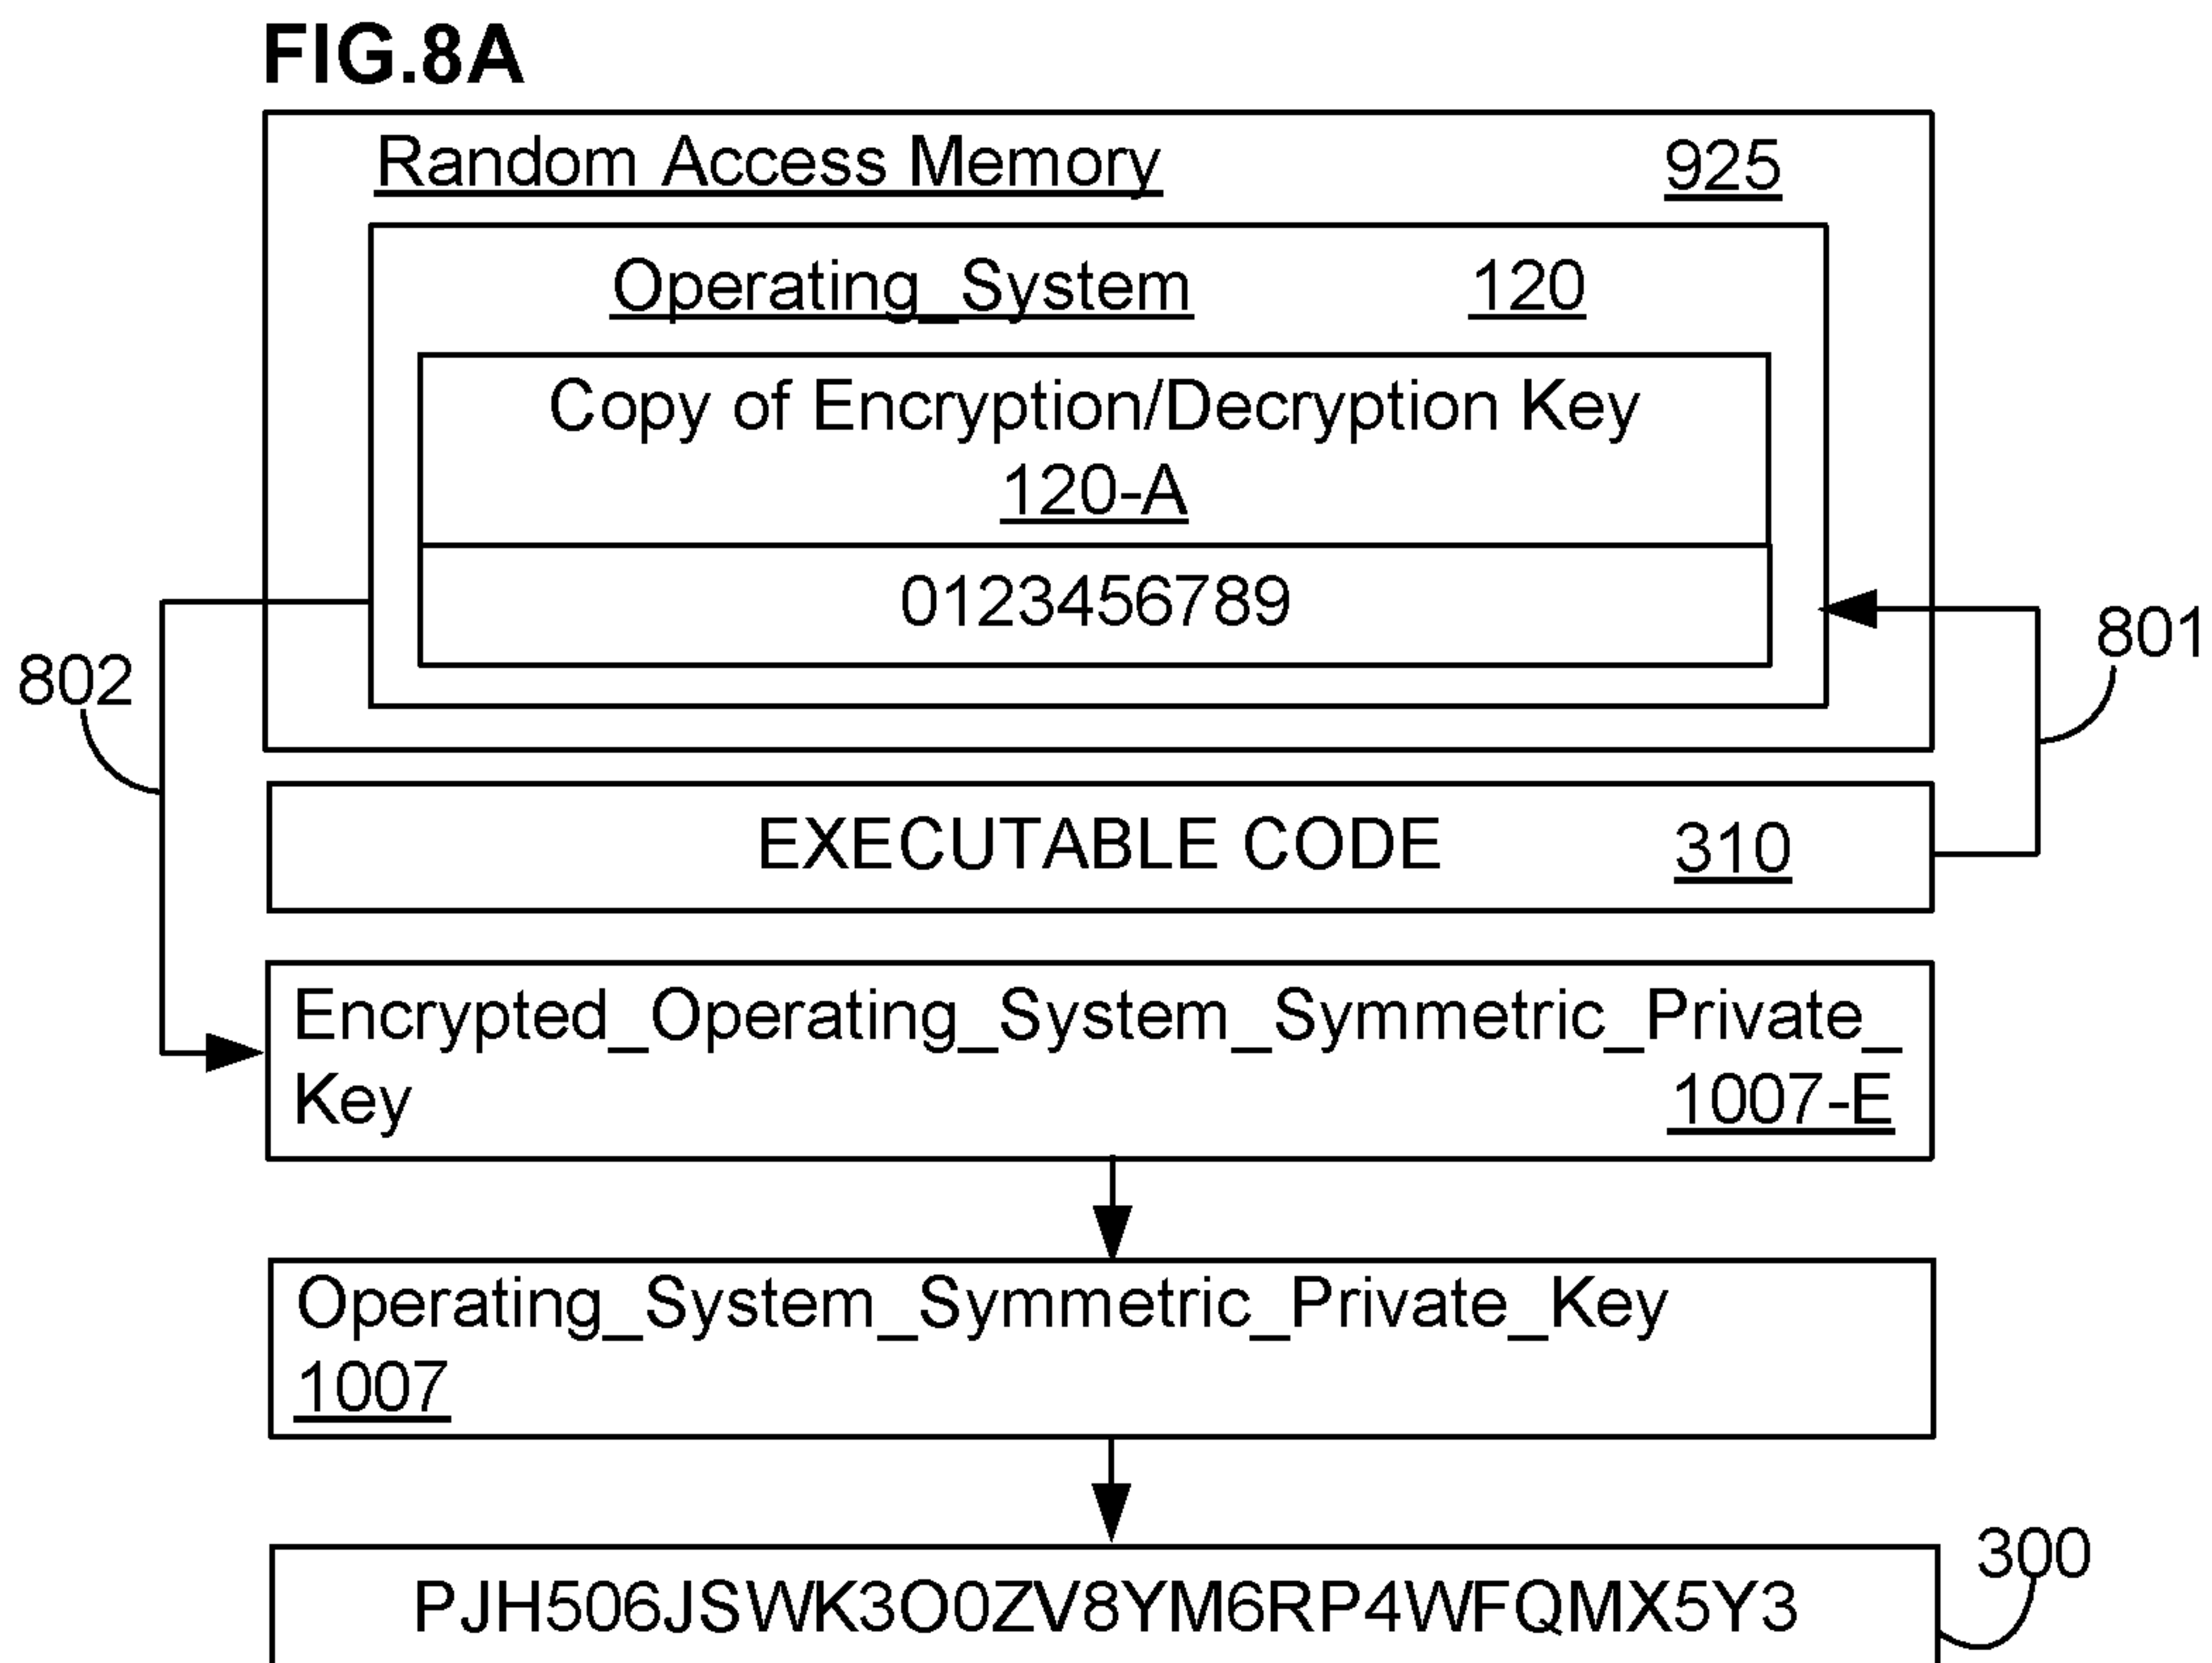 FIG.8A
Random Access Memory 925
Operating_System 120
Copy of Encryption/Decryption Key
120-A
0123456789
801
802
EXECUTABLE CODE 310
Encrypted_Operating_System_Symmetric_Private_
Key 1007-E
Operating_System_Symmetric_Private_Key
1007
300
PJH506JSWK3O0ZV8YM6RP4WFQMX5Y3